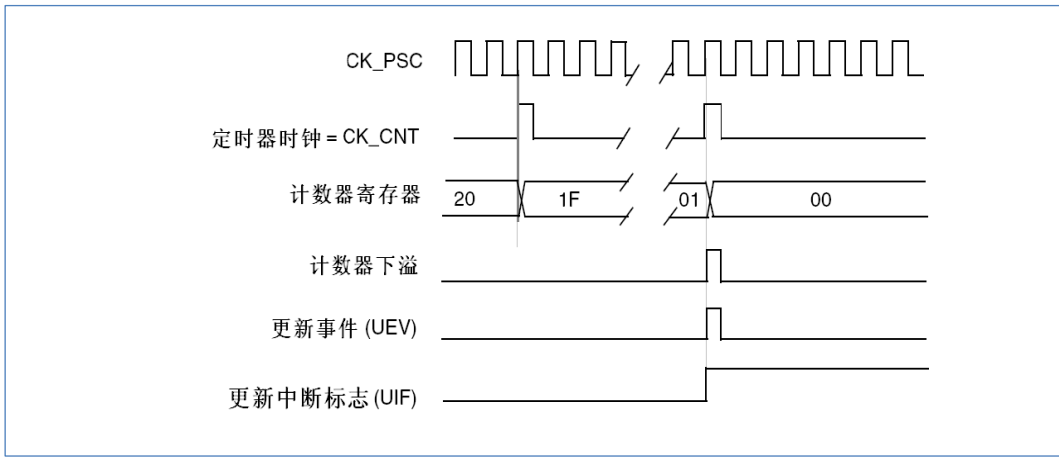 CK_PSC
定时器时钟 = CK_CNT
计数器寄存器 20 1F 01 00
计数器下溢
更新事件 (UEV)
更新中断标志 (UIF)